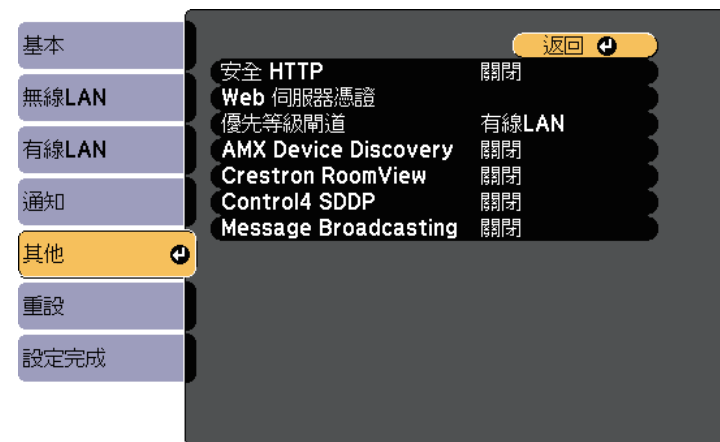 基本
無線LAN
有線LAN
通知
其他
重設
設定完成
返回
安全 HTTP 關閉
Web 伺服器憑證
優先等級閘道 有線LAN
AMX Device Discovery 關閉
Crestron RoomView 關閉
Control4 SDDP 關閉
Message Broadcasting 關閉